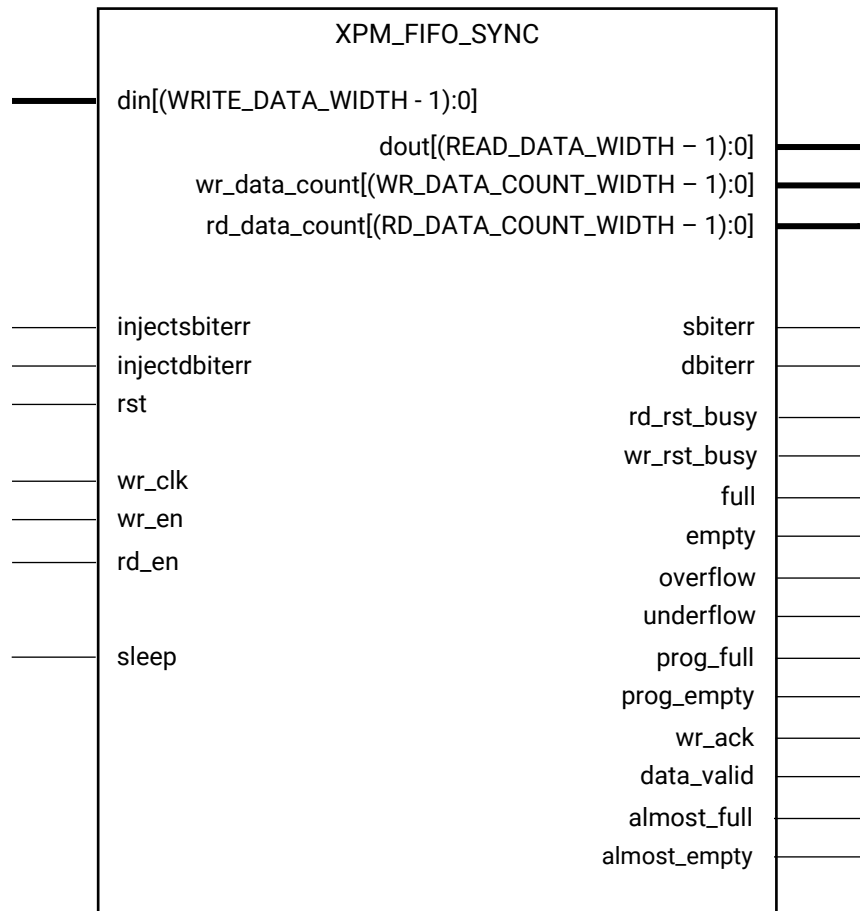 XPM_FIFO_SYNC
din[(WRITE_DATA_WIDTH - 1):0]
dout[(READ_DATA_WIDTH – 1):0]
wr_data_count[(WR_DATA_COUNT_WIDTH – 1):0]
rd_data_count[(RD_DATA_COUNT_WIDTH – 1):0]
injectsbiterr
sbiterr
injectdbiterr
dbiterr
rst
rd_rst_busy
wr_rst_busy
wr_clk
full
wr_en
empty
rd_en
overflow
underflow
sleep
prog_full
prog_empty
wr_ack
data_valid
almost_full
almost_empty